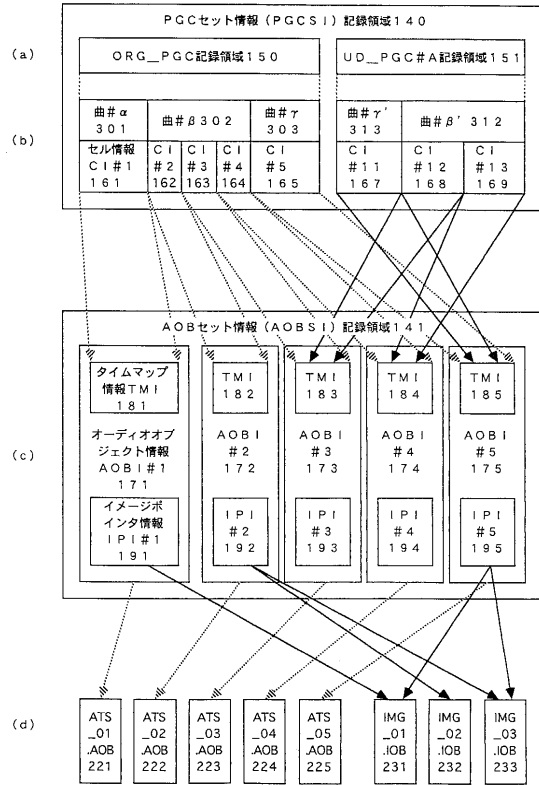 PGCセット情報（PGCSI）記録領域140
(a)
ORG__PGC記録領域150
UD__PGC#A記録領域151
(b)
曲#α
301
曲#β302
曲#γ
303
曲#γ'
313
曲#β'312
セル情報
CI#1
161
CI
#2
162
CI
#3
163
CI
#4
164
CI
#5
165
CI
#11
167
CI
#12
168
CI
#13
169
AOBセット情報（AOBSI）記録領域141
(c)
タイムマップ
情報TMI
181
TMI
182
TMI
183
TMI
184
TMI
185
オーディオオブ
ジェクト情報
AOBI#1
171
AOBI
#2
172
AOBI
#3
173
AOBI
#4
174
AOBI
#5
175
イメージポ
インタ情報
IPI#1
191
IPI
#2
192
IPI
#3
193
IPI
#4
194
IPI
#5
195
(d)
ATS
_01
.AOB
221
ATS
_02
.AOB
222
ATS
_03
.AOB
223
ATS
_04
.AOB
224
ATS
_05
.AOB
225
IMG
_01
.IOB
231
IMG
_02
.IOB
232
IMG
_03
.IOB
233